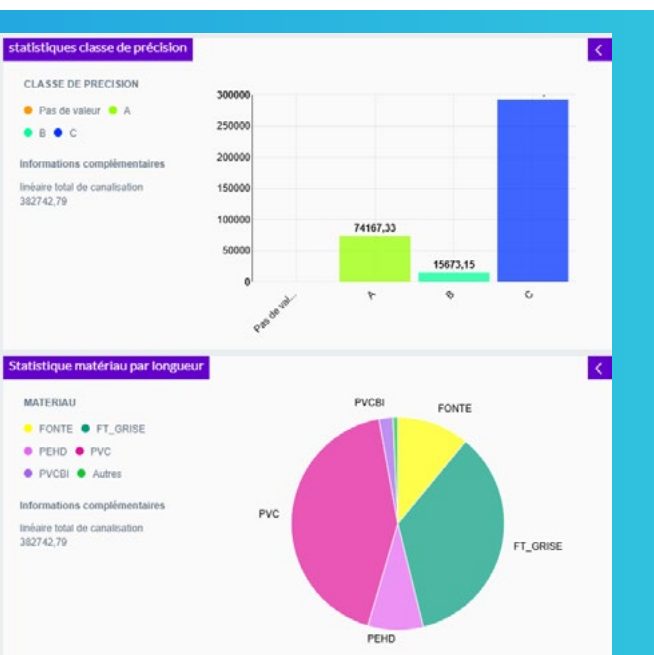 statistiques classe de précision
CLASSE DE PRECISION
Pas de valeur A
B C
Informations complémentaires
linéaire total de canalisation
382742,79
300000
250000
200000
150000
100000
50000
0
74167,33
15673,15
Pas de val...
A
B
C
Statistique matériau par longueur
MATERIAU
FONTE FT_GRISE
PEHD PVC
PVCBI Autres
Informations complémentaires
linéaire total de canalisation
382742,79
PVCBI
FONTE
PVC
FT_GRISE
PEHD